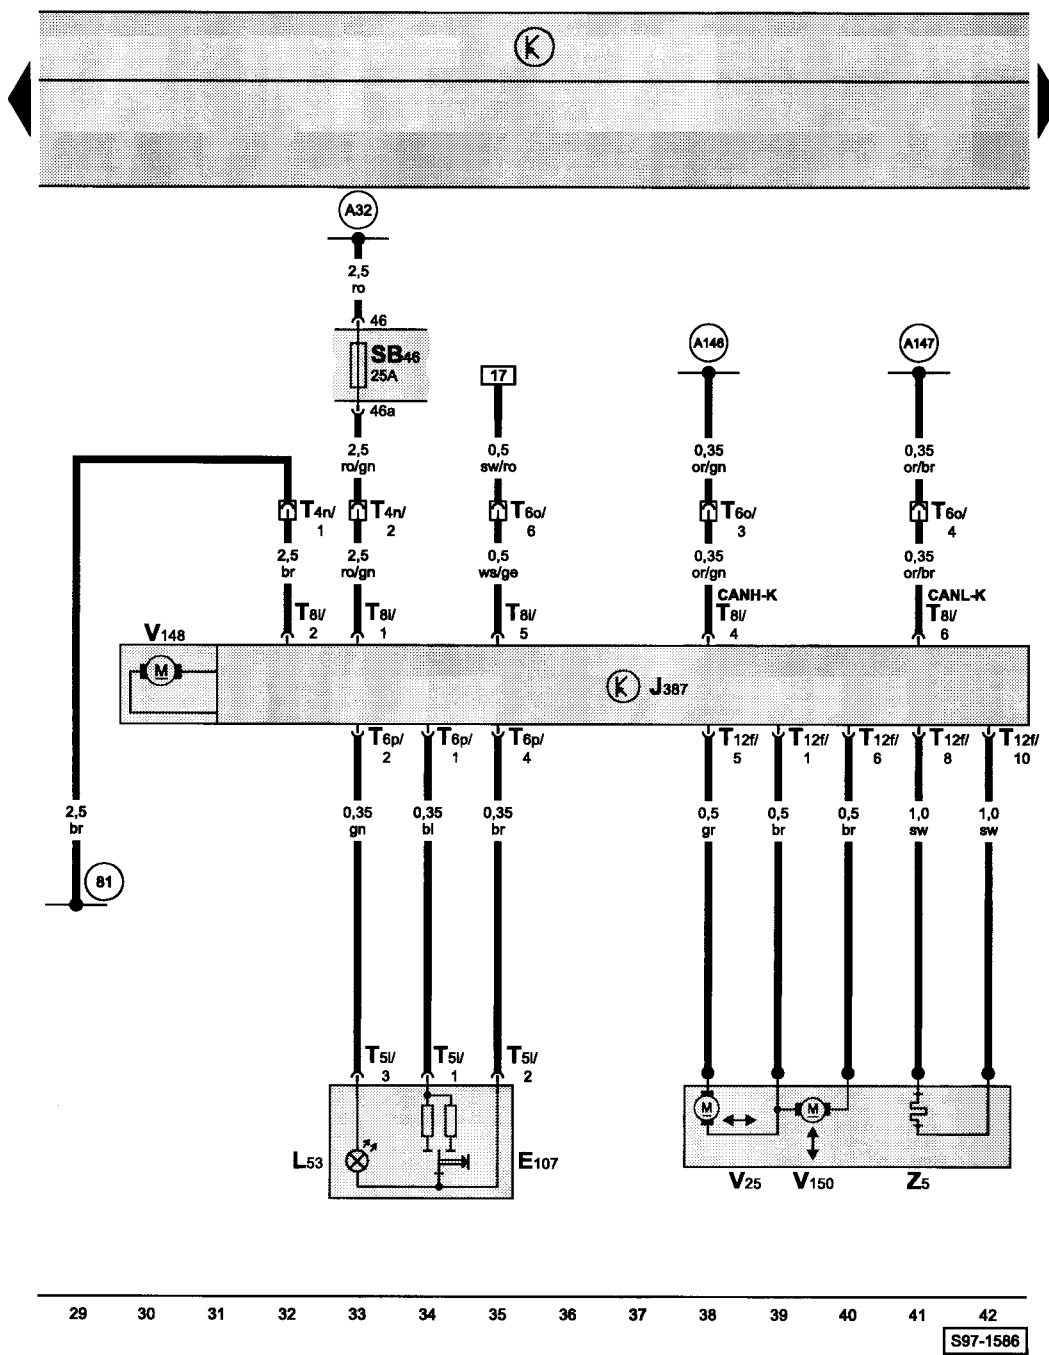 K
A32
2,5
ro
46
SB46
25A
46a
17
A146
A147
2,5
ro/gn
0,5
sw/ro
0,35
or/gn
0,35
or/br
T4n/
1
T4n/
2
T6o/
6
T6o/
3
T6o/
4
2,5
br
2,5
ro/gn
0,5
ws/ge
0,35
or/gn
0,35
or/br
CANH-K
CANL-K
T8l/
2
T8l/
1
T8l/
5
T8l/
4
T8l/
6
V148
M
K J387
T6p/
2
T6p/
1
T6p/
4
T12f/
5
T12f/
1
T12f/
6
T12f/
8
T12f/
10
2,5
br
0,35
gn
0,35
bl
0,35
br
0,5
gr
0,5
br
0,5
br
1,0
sw
1,0
sw
81
T5l/
3
T5l/
1
T5l/
2
M
M
L53
E107
V25
V150
Z5
29 30 31 32 33 34 35 36 37 38 39 40 41 42
S97-1586